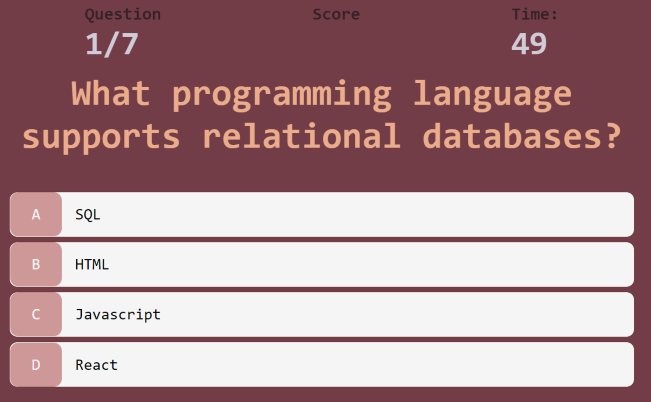 Question Score Time:
1/7 49
What programming language
supports relational databases?
A SQL
B HTML
C Javascript
D React